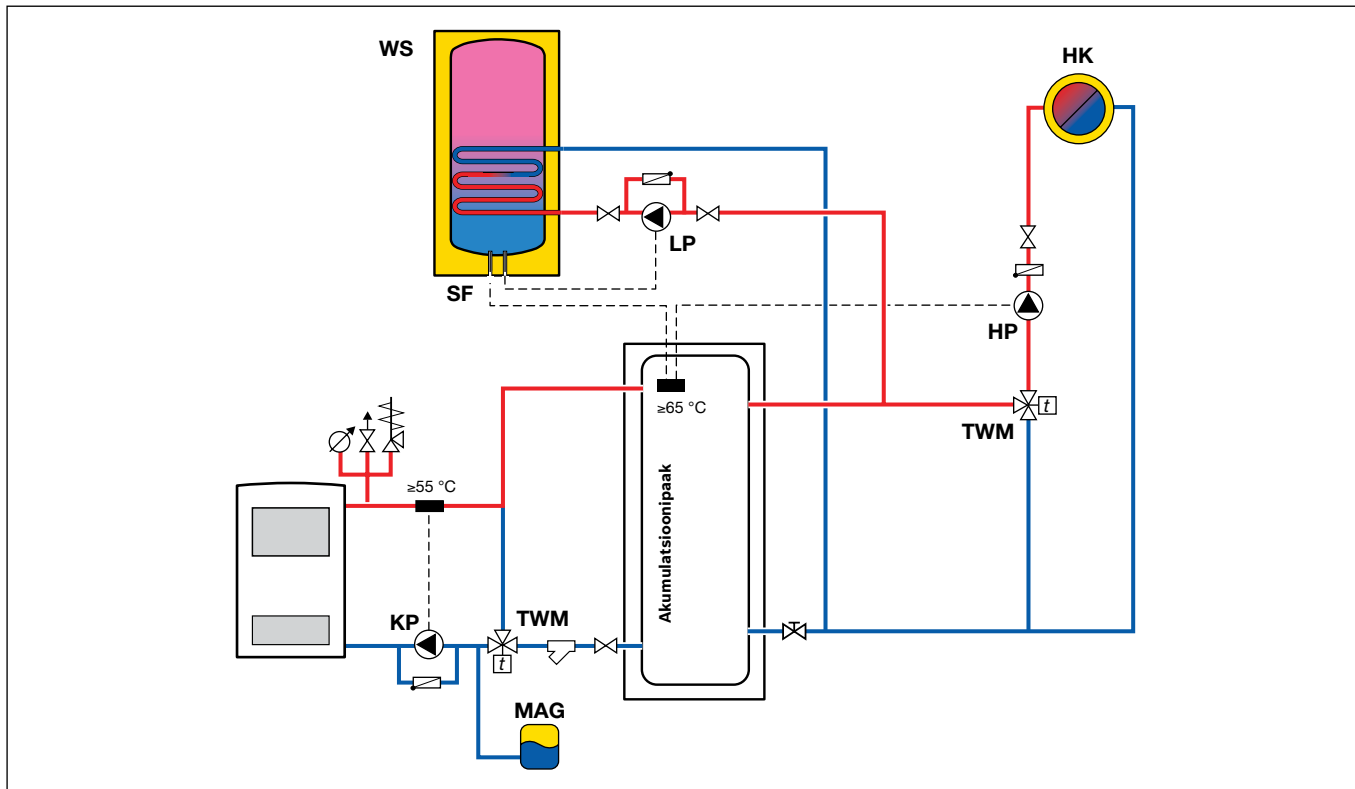 WS
HK
LP
SF
HP
≥65 °C
TWM
t
≥55 °C
Akumulatsioonipaak
KP
TWM
t
MAG